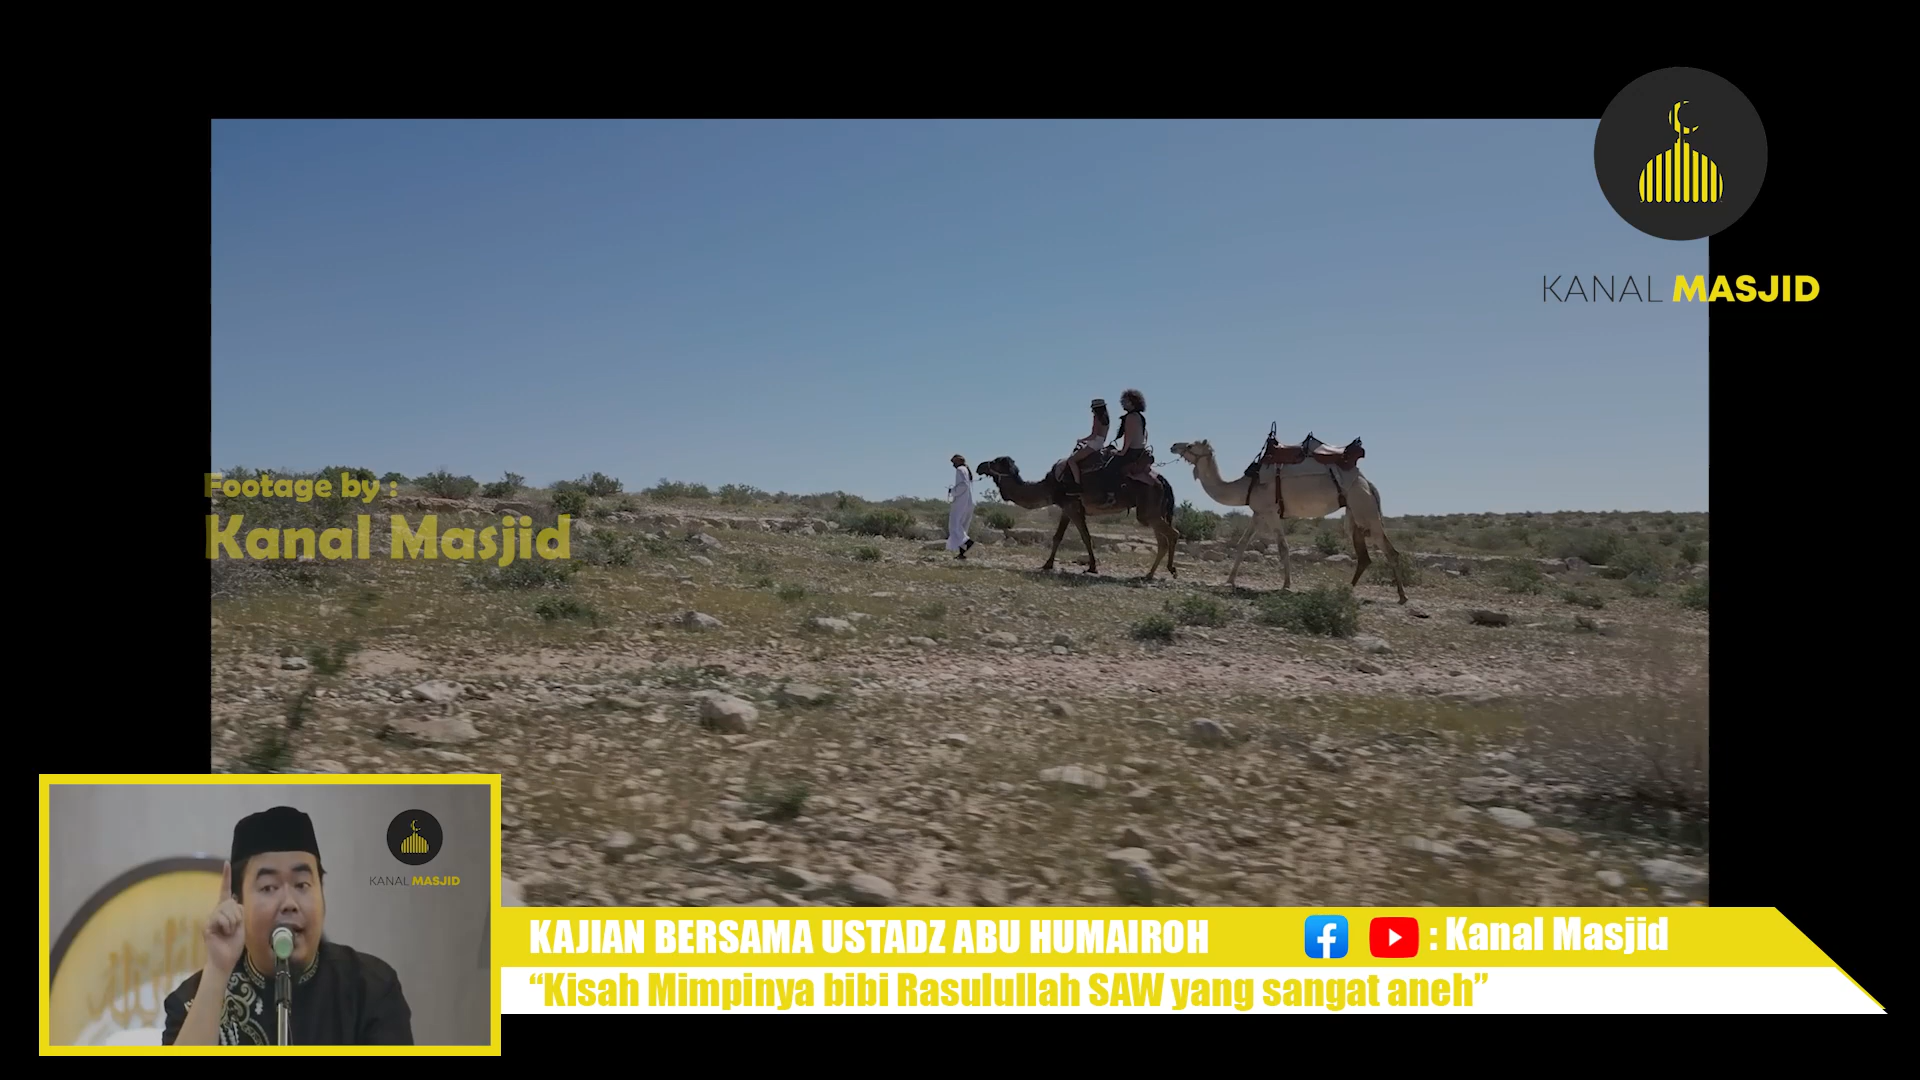 KANAL MASJID
Footage by :
Kanal Masjid
KANAL MASJID
KAJIAN BERSAMA USTADZ ABU HUMAIROH
: Kanal Masjid
“Kisah Mimpinya bibi Rasulullah SAW yang sangat aneh”